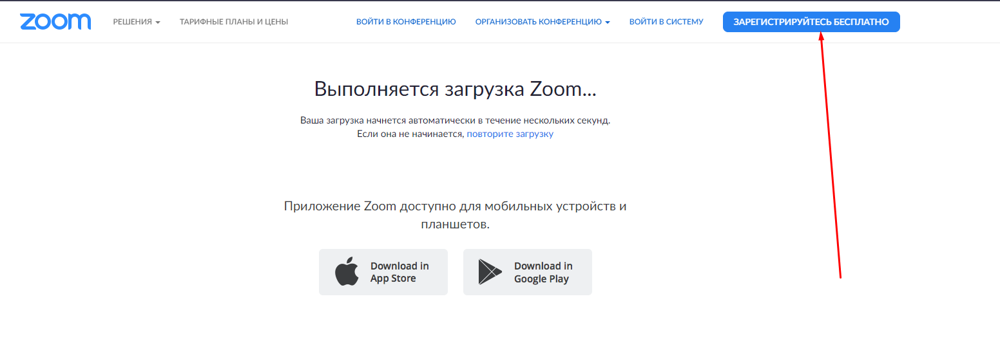 zoom РЕШЕНИЯ ТАРИФНЫЕ ПЛАНЫ И ЦЕНЫ ВОЙТИ В КОНФЕРЕНЦИЮ ОРГАНИЗОВАТЬ КОНФЕРЕНЦИЮ ВОЙТИ В СИСТЕМУ ЗАРЕГИСТРИРУЙТЕСЬ БЕСПЛАТНО
Выполняется загрузка Zoom...
Ваша загрузка начнется автоматически в течение нескольких секунд.
Если она не начинается, повторите загрузку
Приложение Zoom доступно для мобильных устройств и
планшетов.
Download in
App Store
Download in
Google Play